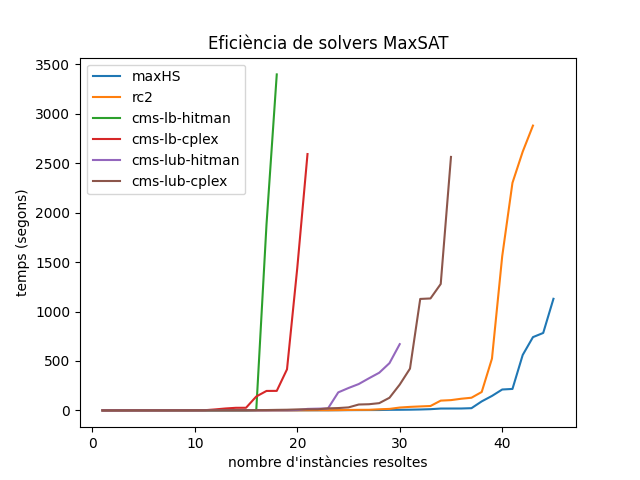 Eficiència de solvers MaxSAT
maxHS
rc2
cms-lb-hitman
cms-lb-cplex
cms-lub-hitman
cms-lub-cplex
temps (segons)
3500
3000
2500
2000
1500
1000
500
0
0 10 20 30 40
nombre d'instàncies resoltes